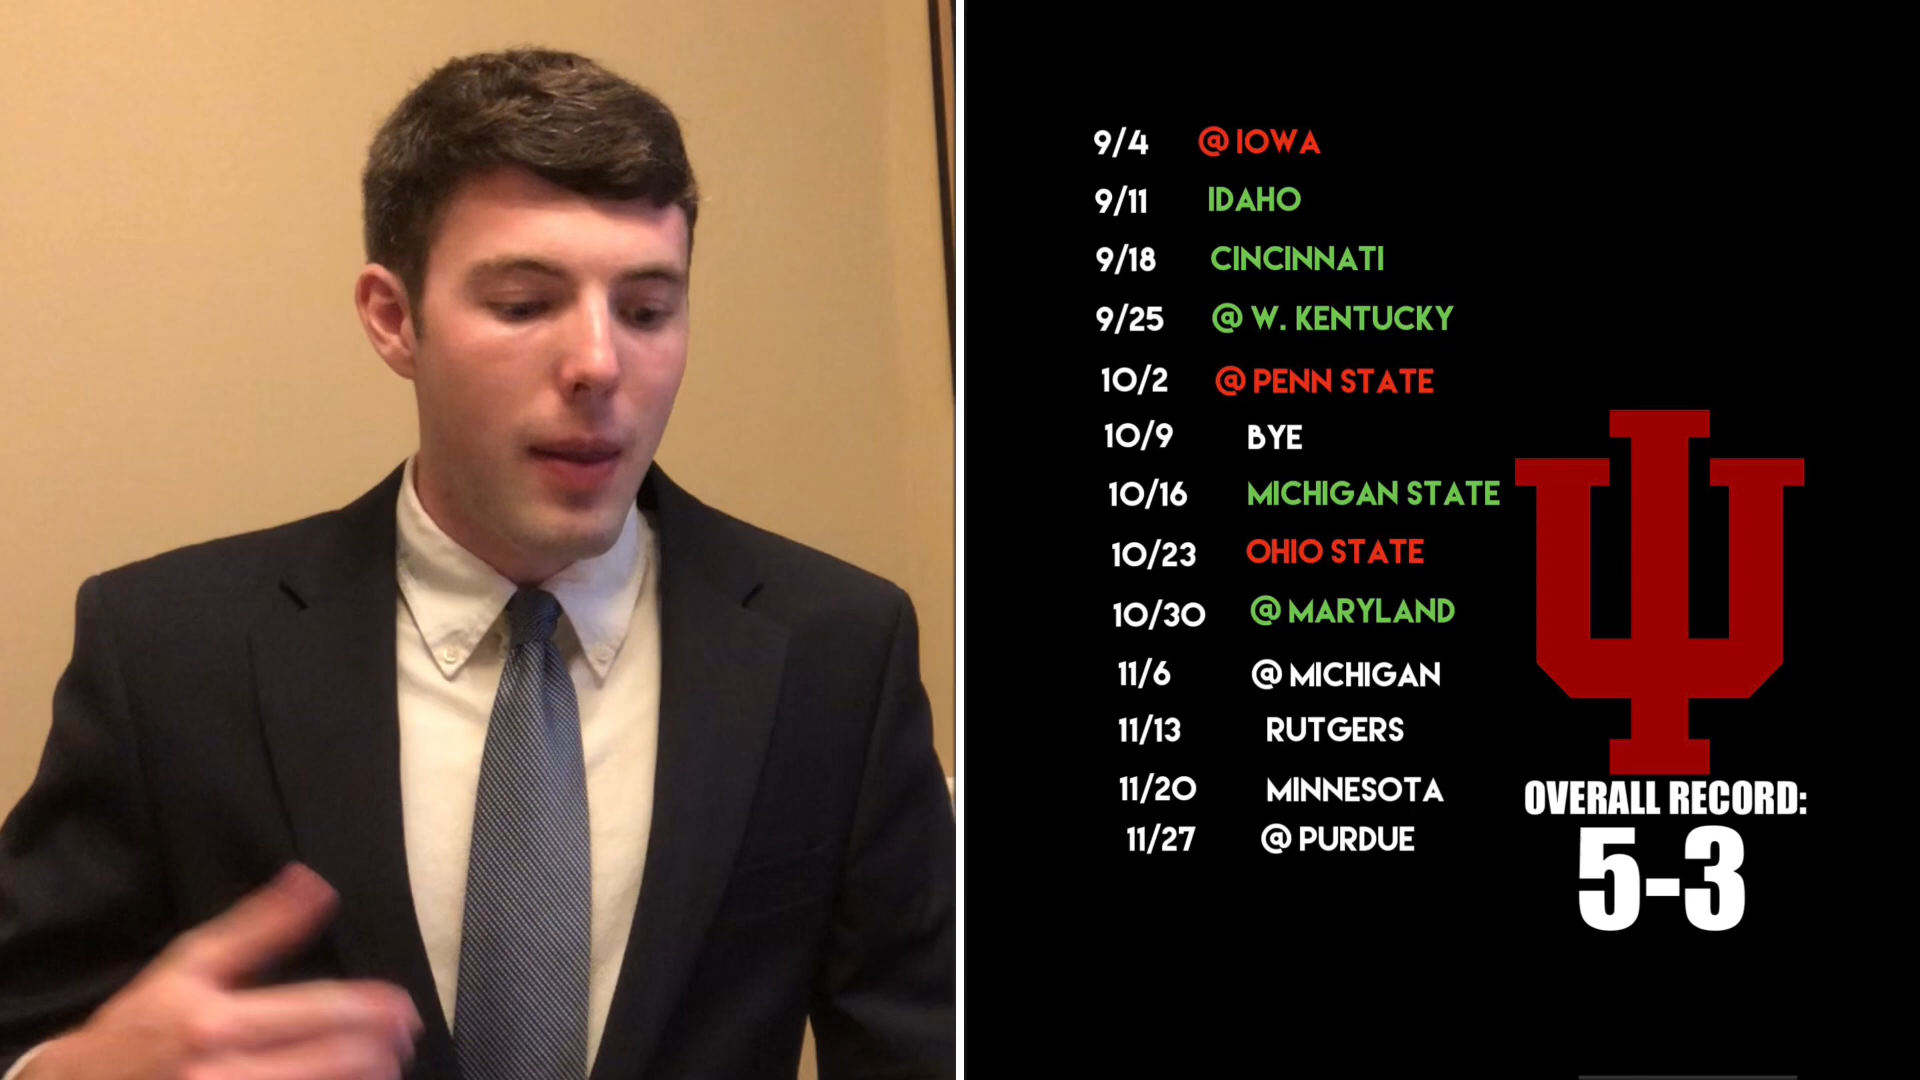 9/4 @ IOWA
9/11 IDAHO
9/18 CINCINNATI
9/25 @ W. KENTUCKY
10/2 @ PENN STATE
10/9 BYE
10/16 MICHIGAN STATE
10/23 OHIO STATE
10/30 @ MARYLAND
11/6 @ MICHIGAN
11/13 RUTGERS
11/20 MINNESOTA
11/27 @ PURDUE
OVERALL RECORD:
5-3